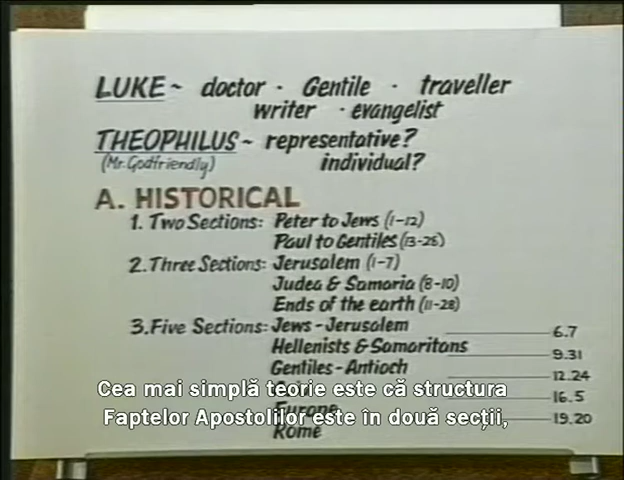 LUKE ~ doctor · Gentile · traveller
writer · evangelist
THEOPHILUS ~ representative?
(Mr. Godfriendly) individual?
A. HISTORICAL
1. Two Sections: Peter to Jews (1-12)
Paul to Gentiles (13-28)
2. Three Sections: Jerusalem (1-7)
Judea & Samaria (8-10)
Ends of the earth (11-28)
3. Five Sections: Jews - Jerusalem 6.7
Hellenists & Samaritans 9.31
Gentiles - Antioch 12.24
16.5
Europe 19.20
Rome
Cea mai simplă teorie este că structura
Faptelor Apostolilor este în două secţii,